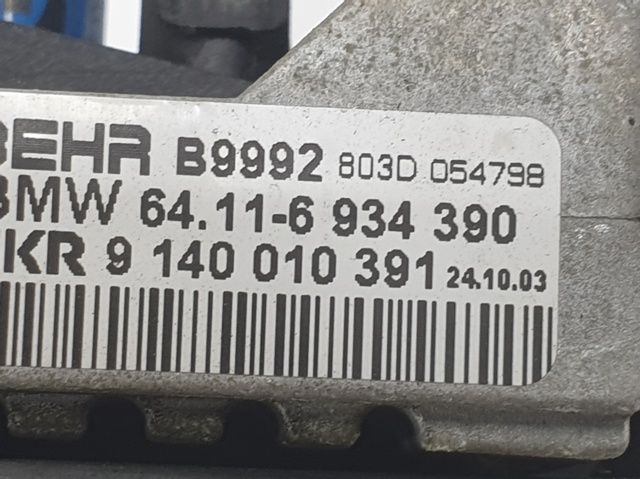 BEHR B9992 803D 054798
BMW 64.11-6 934 390
KR 9 140 010 391 24.10.03